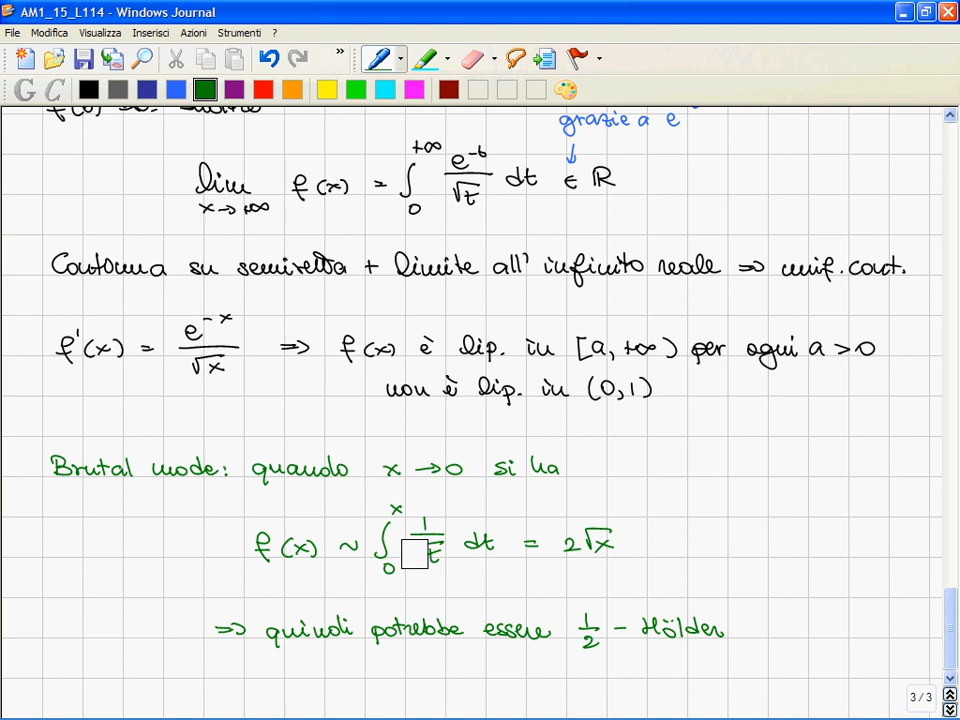 AM1_15_L114 - Windows Journal
File Modifica Visualizza Inserisci Azioni Strumenti ?
grazie a e
lim x→+∞ f(x) = ∫₀^{+∞} e^{-t}/√t dt ∈ ℝ
Continua su semiretta + limite all'infinito reale ⇒ unif. cont.
f'(x) = e^{-x}/√x ⇒ f(x) è lip. in [a, +∞) per ogni a > 0
non è lip. in (0,1)
Brutal mode: quando x → 0 si ha
f(x) ~ ∫₀^x 1/√t dt = 2√x
⇒ quindi potrebbe essere 1/2 - Hölder
3 / 3